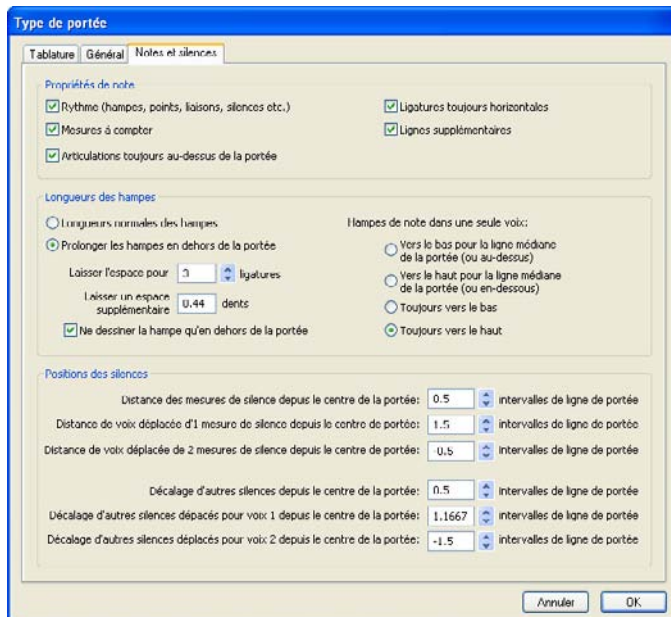 Type de portée
Tablature Général Notes et silences
Propriétés de note
Rythme (hampes, points, liaisons, silences etc.) Ligatures toujours horizontales
Mesures à compter Lignes supplémentaires
Articulations toujours au-dessus de la portée
Longueurs des hampes
Longueurs normales des hampes Hampes de note dans une seule voix:
Prolonger les hampes en dehors de la portée
Vers le bas pour la ligne médiane
de la portée (ou au-dessus)
Laisser l'espace pour 3 ligatures
Vers le haut pour la ligne médiane
de la portée (ou en-dessous)
Laisser un espace
supplémentaire 0.44 dents
Toujours vers le bas
Ne dessiner la hampe qu'en dehors de la portée Toujours vers le haut
Positions des silences
Distance des mesures de silence depuis le centre de la portée: 0.5 intervalles de ligne de portée
Distance de voix déplacée d'1 mesure de silence depuis le centre de portée: 1.5 intervalles de ligne de portée
Distance de voix déplacée de 2 mesures de silence depuis le centre de portée: -0.5 intervalles de ligne de portée
Décalage d'autres silences depuis le centre de la portée: 0.5 intervalles de ligne de portée
Décalage d'autres silences dépacés pour voix 1 depuis le centre de la portée: 1.1667 intervalles de ligne de portée
Décalage d'autres silences déplacés pour voix 2 depuis le centre de la portée: -1.5 intervalles de ligne de portée
Annuler OK